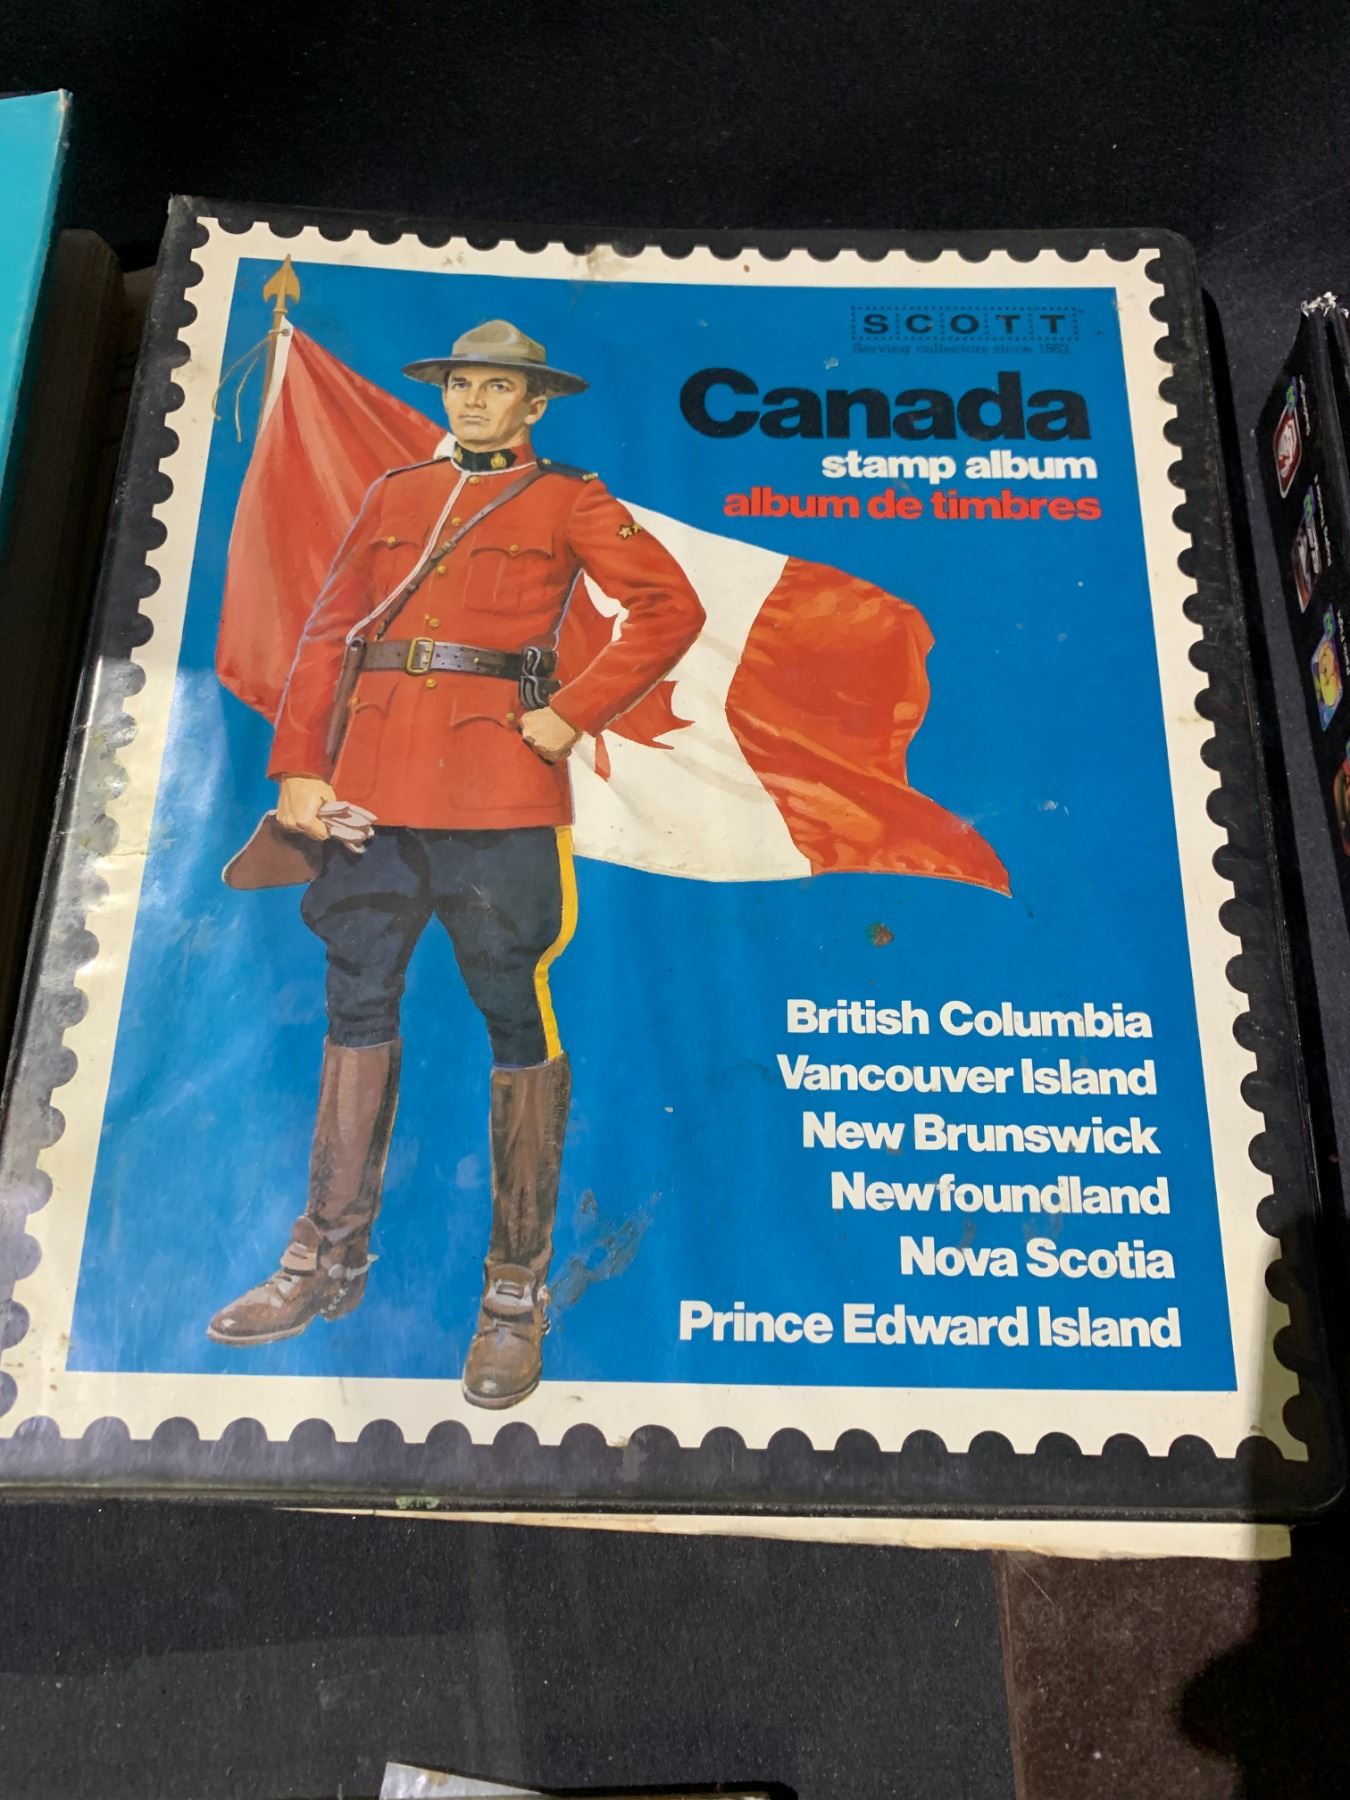 SCOTT
Serving collectors since 1863.
Canada
stamp album
album de timbres
British Columbia
Vancouver Island
New Brunswick
Newfoundland
Nova Scotia
Prince Edward Island